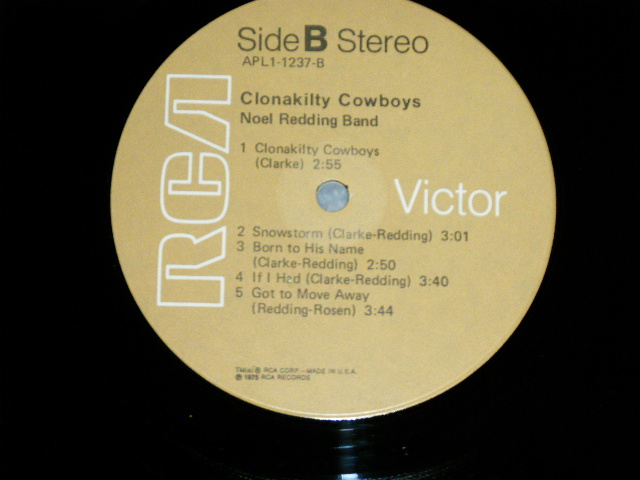 Side B Stereo
APL1-1237-B
RCA
Clonakilty Cowboys
Noel Redding Band
1 Clonakilty Cowboys
(Clarke) 2:55
Victor
2 Snowstorm (Clarke-Redding) 3:01
3 Born to His Name
(Clarke-Redding) 2:50
4 If I Had (Clarke-Redding) 3:40
5 Got to Move Away
(Redding-Rosen) 3:44
TM(s) ® RCA CORP. - MADE IN U.S.A.
℗ 1975 RCA RECORDS